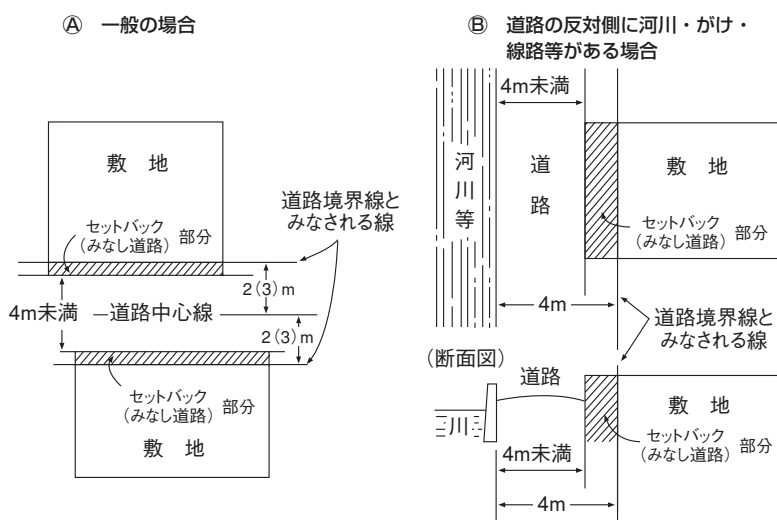 Ⓐ 一般の場合
敷 地
セットバック
(みなし道路)部分
道路境界線と
みなされる線
2(3)m
4m未満
道路中心線
2(3)m
セットバック
(みなし道路)部分
敷 地
Ⓑ 道路の反対側に河川・がけ・
線路等がある場合
4m未満
河川等
道路
敷 地
セットバック
(みなし道路)部分
4m
道路境界線と
みなされる線
(断面図)
道路
川
敷 地
セットバック
(みなし道路)部分
4m未満
4m